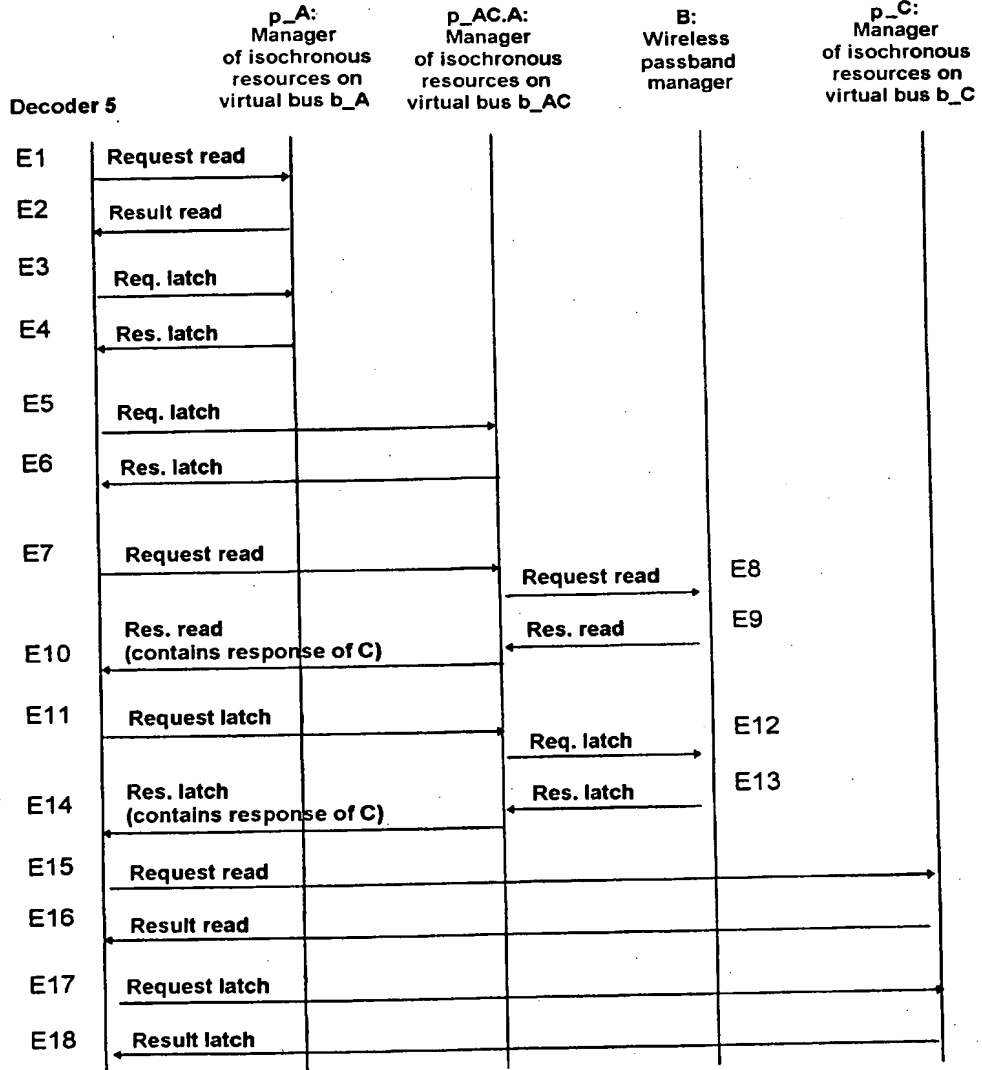 p_A:
Manager
of isochronous
resources on
virtual bus b_A
p_AC.A:
Manager
of isochronous
resources on
virtual bus b_AC
B:
Wireless
passband
manager
p_C:
Manager
of isochronous
resources on
virtual bus b_C
Decoder 5
E1
Request read
E2
Result read
E3
Req. latch
E4
Res. latch
E5
Req. latch
E6
Res. latch
E7
Request read
Request read
E8
Res. read
E9
Res. read
(contains response of C)
E10
E11
Request latch
Req. latch
E12
Res. latch
E13
Res. latch
(contains response of C)
E14
E15
Request read
E16
Result read
E17
Request latch
E18
Result latch